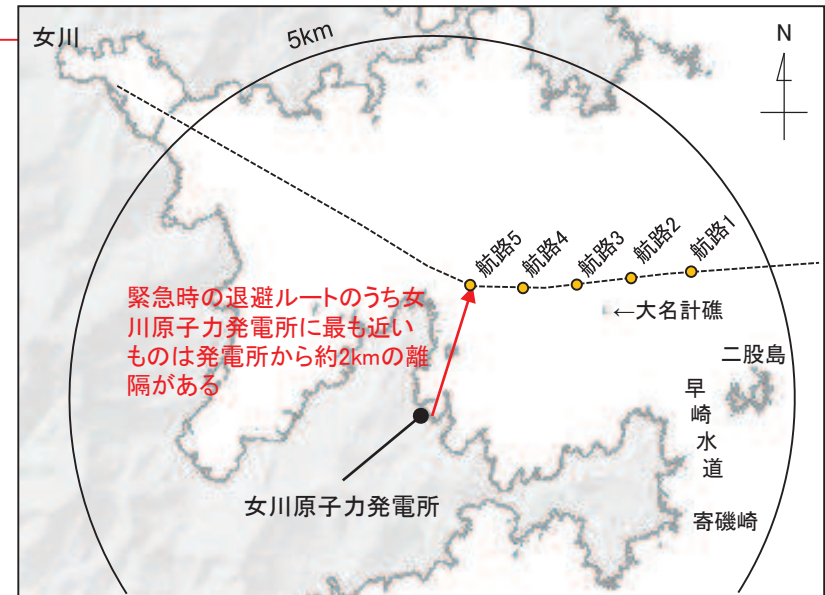 女川
5km
N
航路5
航路4
航路3
航路2
航路1
緊急時の退避ルートのうち女
川原子力発電所に最も近い
ものは発電所から約2kmの離
隔がある
←大名計礁
二股島
早崎水道
女川原子力発電所
寄磯崎